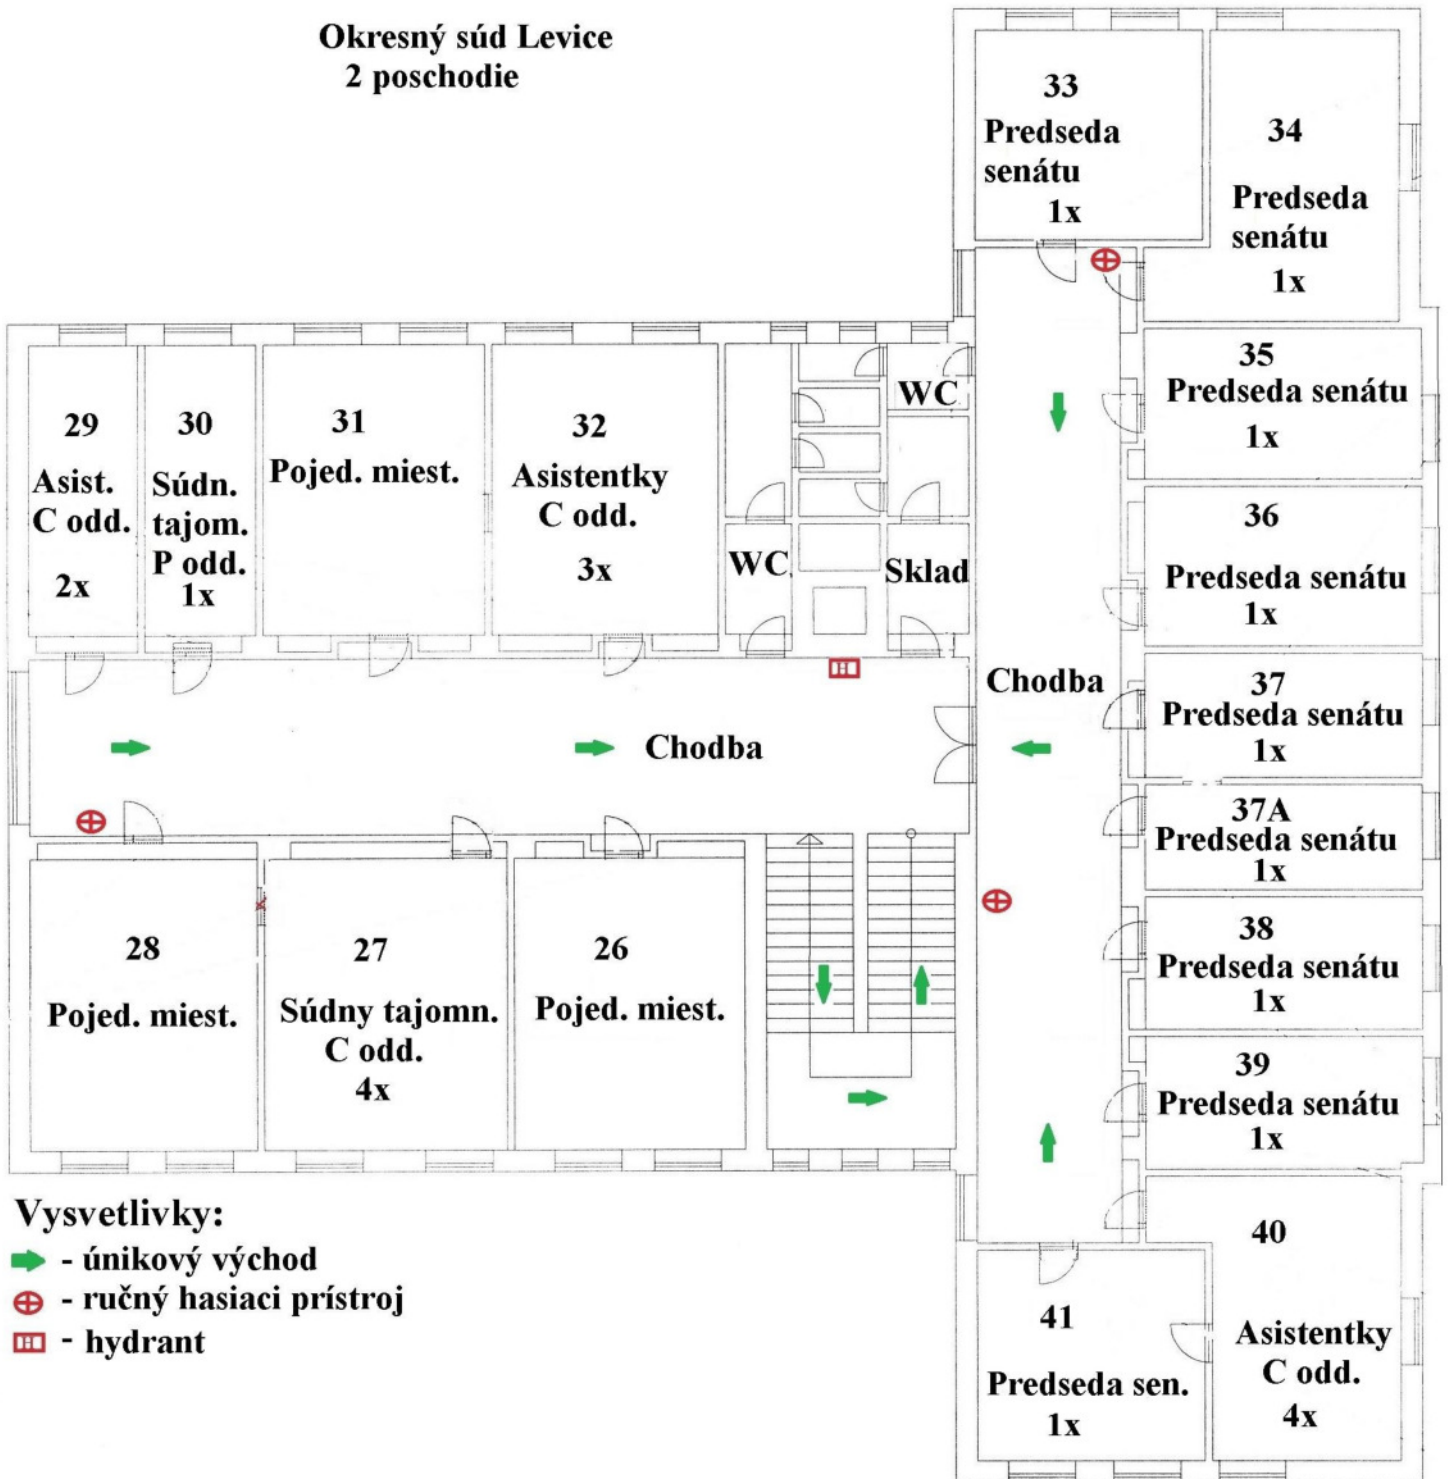 Okresný súd Levice
2 poschodie
33
Predseda
senátu
1x
34
Predseda
senátu
1x
29
Asist.
C odd.
2x
30
Súdn.
tajom.
P odd.
1x
31
Pojed. miest.
32
Asistentky
C odd.
3x
WC
WC
Sklad
35
Predseda senátu
1x
36
Predseda senátu
1x
Chodba
37
Predseda senátu
1x
Chodba
37A
Predseda senátu
1x
28
Pojed. miest.
27
Súdny tajomn.
C odd.
4x
26
Pojed. miest.
38
Predseda senátu
1x
39
Predseda senátu
1x
40
Asistentky
C odd.
4x
41
Predseda sen.
1x
Vysvetlivky:
- únikový východ
- ručný hasiaci prístroj
H - hydrant